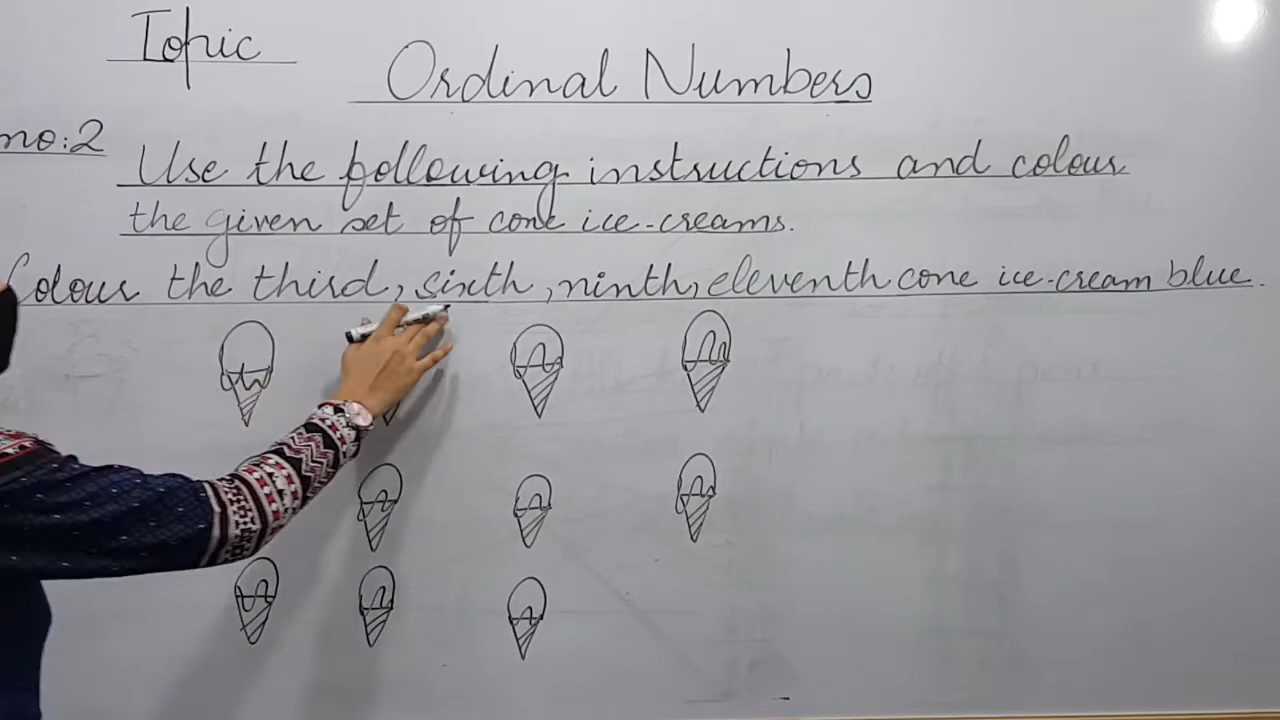 Topic
Ordinal Numbers
no:2
Use the following instructions and colour
the given set of cone ice-creams.
Colour the third, sixth, ninth, eleventh cone ice-cream blue.